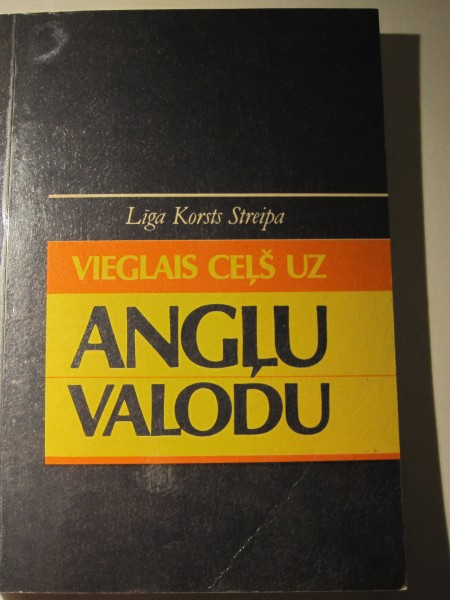 Līga Korsts Streipa
VIEGLAIS CEĻŠ UZ
ANGĻU
VALODU